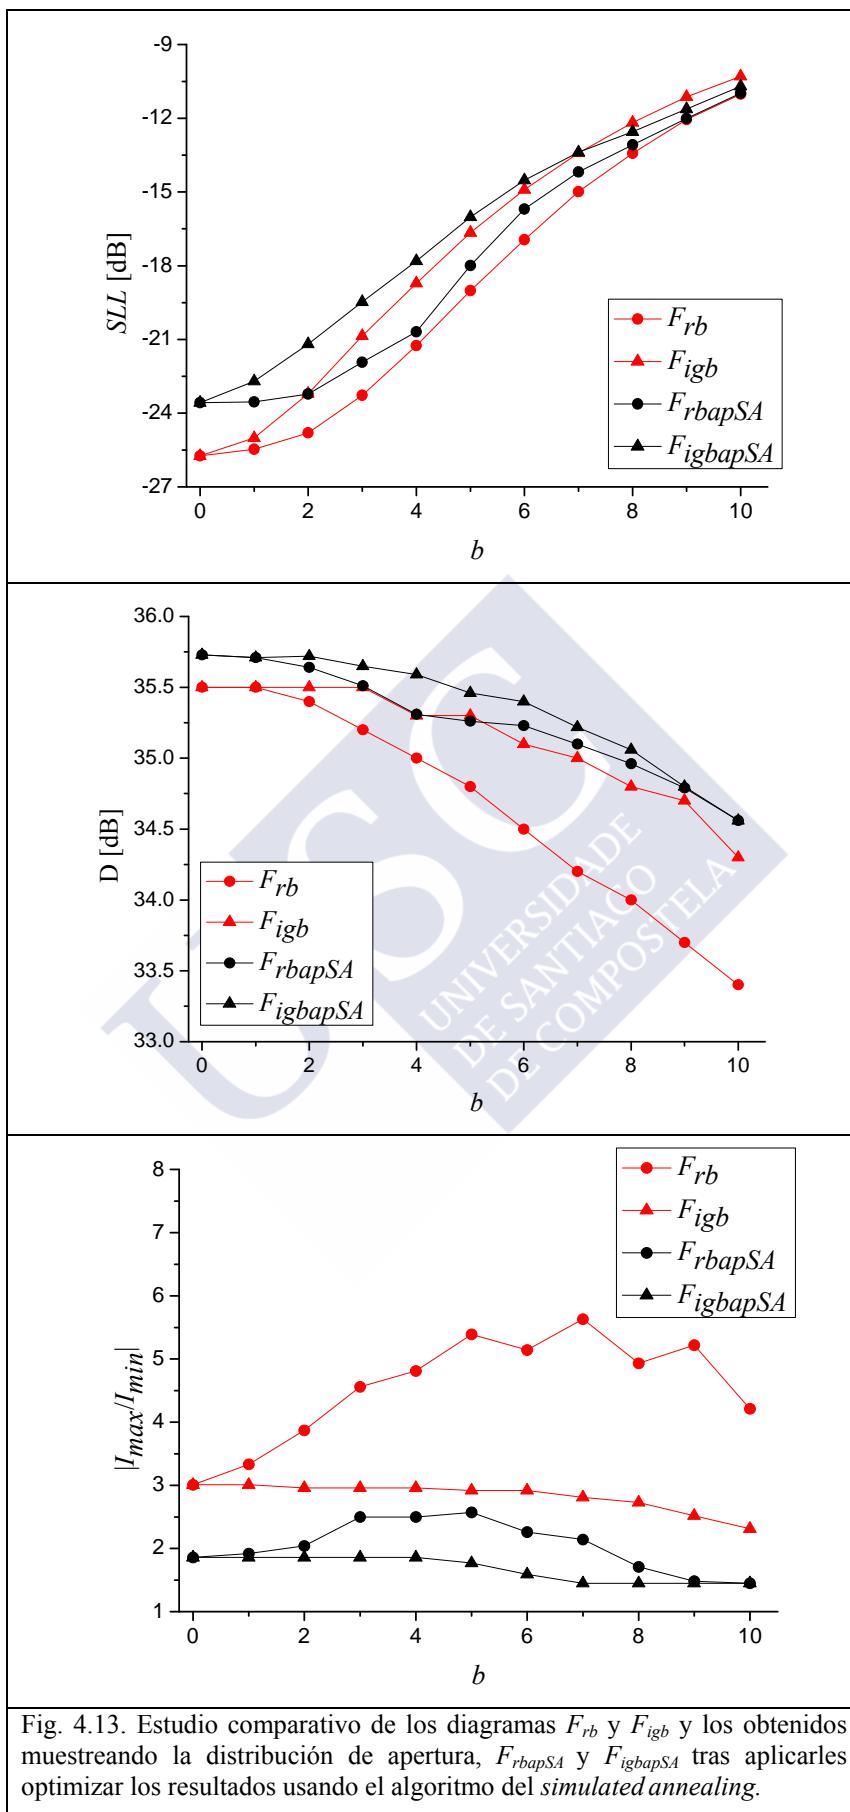 -9
-12
-15
-18
-21
-24
-27
SLL [dB]
0 2 4 6 8 10
b
F_rb
F_igb
F_rbapSA
F_igbapSA
36.0
35.5
35.0
34.5
34.0
33.5
33.0
D [dB]
0 2 4 6 8 10
b
F_rb
F_igb
F_rbapSA
F_igbapSA
UNIVERSIDADE
DE SANTIAGO
DE COMPOSTELA
USC
8
7
6
5
4
3
2
1
|I_max/I_min|
0 2 4 6 8 10
b
F_rb
F_igb
F_rbapSA
F_igbapSA
Fig. 4.13. Estudio comparativo de los diagramas F_rb y F_igb y los obtenidos
muestreando la distribución de apertura, F_rbapSA y F_igbapSA tras aplicarles
optimizar los resultados usando el algoritmo del simulated annealing.